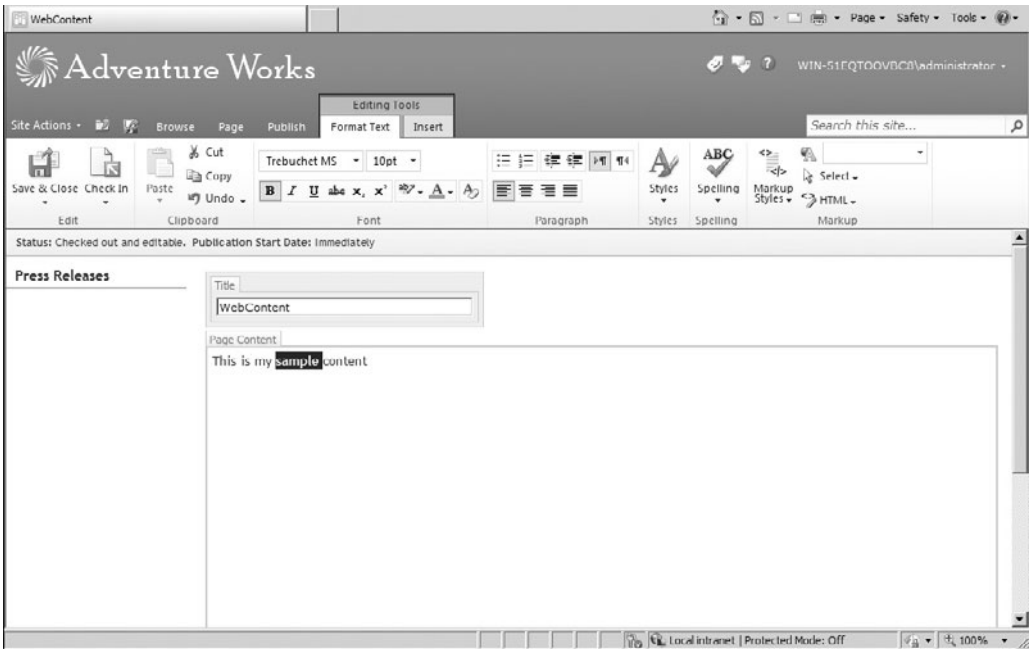 WebContent
Page Safety Tools
Adventure Works
WIN-51EQTOOVBC8\administrator
Editing Tools
Site Actions Browse Page Publish Format Text Insert
Search this site...
Cut
Copy
Undo
Save & Close Check In Paste
Trebuchet MS 10pt
B I U abc x, x'
ABC
Styles Spelling Markup Styles
Select
HTML
Edit Clipboard Font Paragraph Styles Spelling Markup
Status: Checked out and editable. Publication Start Date: Immediately
Press Releases
Title
WebContent
Page Content
This is my sample content
Local intranet | Protected Mode: Off
100%